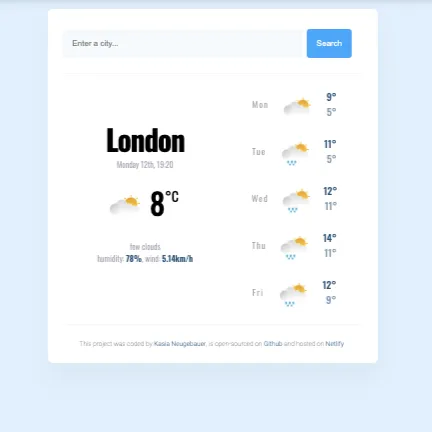 Enter a city...
Search
London
Monday 12th, 19:20
8°C
few clouds
humidity: 78%, wind: 5.14km/h
Mon
9°
5°
Tue
11°
5°
Wed
12°
11°
Thu
14°
11°
Fri
12°
9°
This project was coded by Kasia Neugebauer, is open-sourced on Github and hosted on Netlify